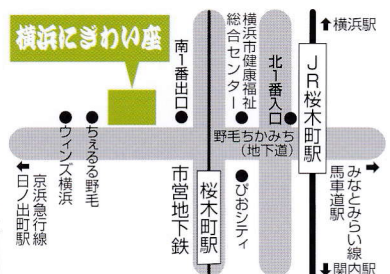 横浜にぎわい座
↑横浜駅
南1番出口
横浜市健康福祉
総合センター
北1番入口
JR桜木町駅
野毛ちかみち
(地下道)
ウィンズ横浜
ちぇるる野毛
市営地下鉄
桜木町駅
ぴおシティ
みなとみらい線
馬車道駅
京浜急行線
日ノ出町駅
↓関内駅